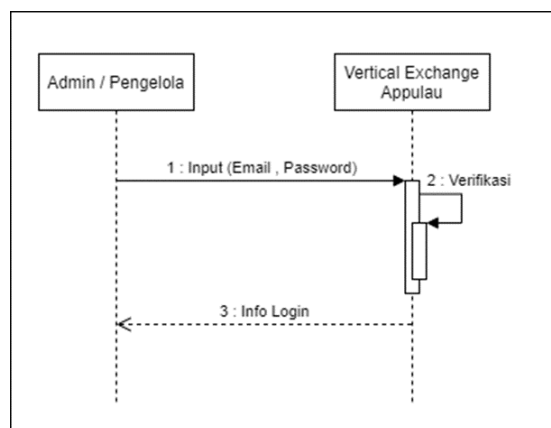 Admin / Pengelola
Vertical Exchange
Appulau
1 : Input (Email , Password)
2 : Verifikasi
3 : Info Login